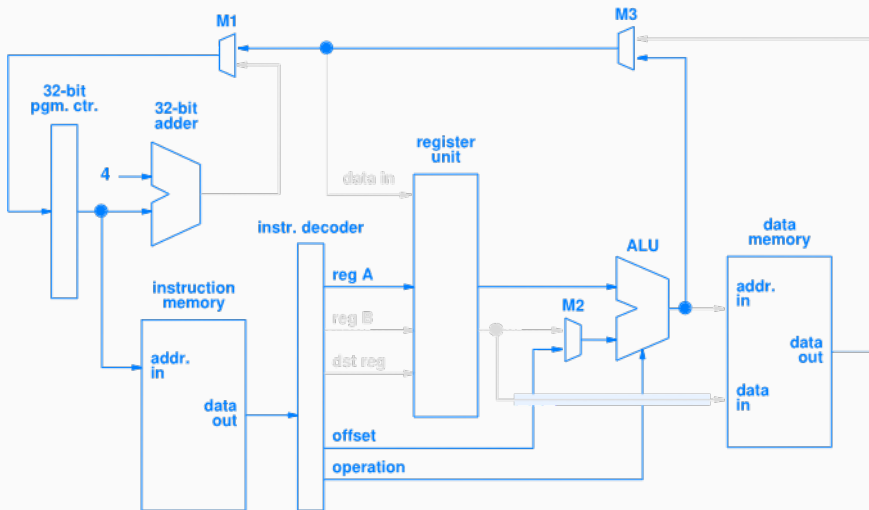 M1
M3
32-bit
pgm. ctr.
32-bit
adder
4
register
unit
data in
instr. decoder
reg A
reg B
dst reg
offset
operation
instruction
memory
addr.
in
data
out
M2
ALU
data
memory
addr.
in
data
out
data
in